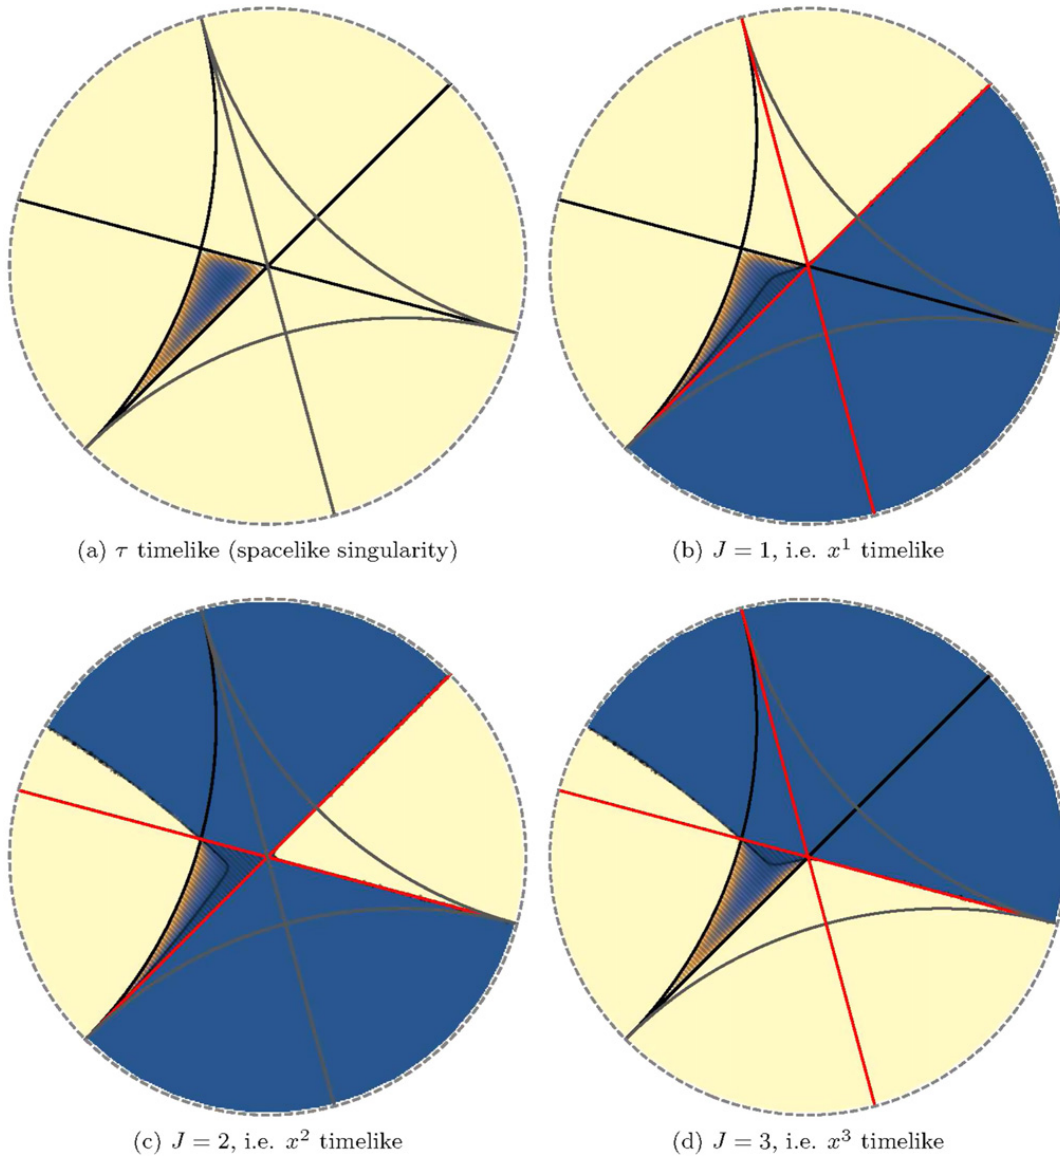 (a) τ timelike (spacelike singularity)
(b) J = 1, i.e. x¹ timelike
(c) J = 2, i.e. x² timelike
(d) J = 3, i.e. x³ timelike